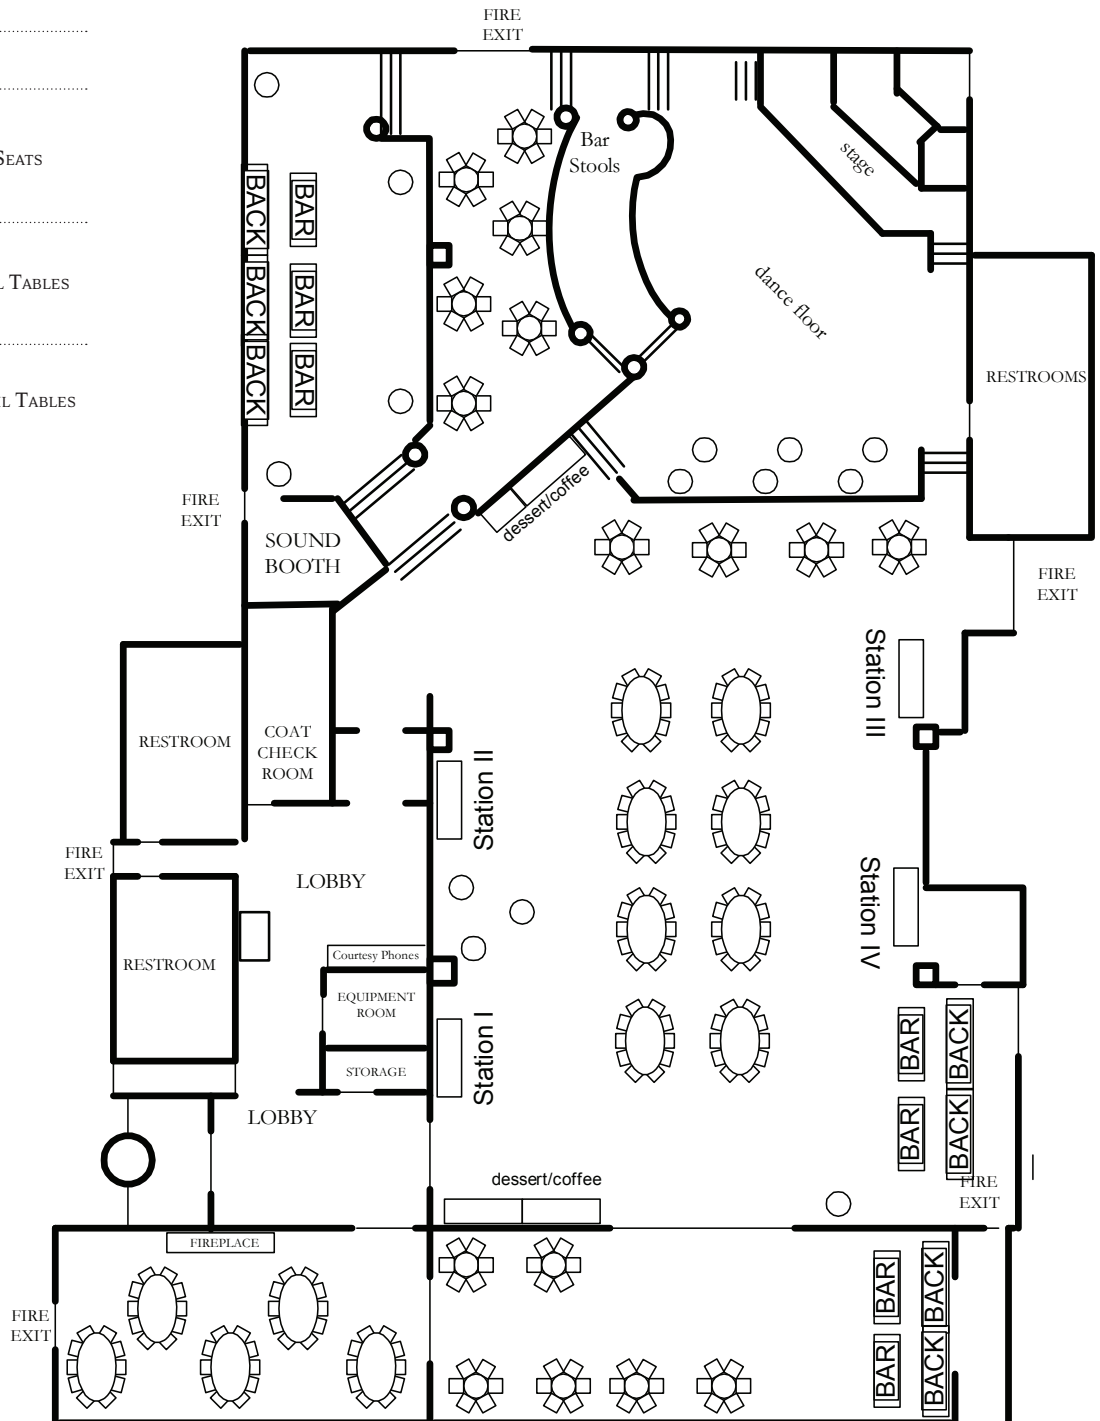 FIRE
EXIT
SEATS
TABLES
TABLES
Bar
Stools
stage
dance floor
BACK
BAR
BACK
BAR
BACK
BAR
RESTROOMS
dessert/coffee
FIRE
EXIT
SOUND
BOOTH
FIRE
EXIT
Station III
RESTROOM
COAT
CHECK
ROOM
Station II
FIRE
EXIT
LOBBY
Station IV
RESTROOM
Courtesy Phones
EQUIPMENT
ROOM
STORAGE
Station I
LOBBY
BAR
BACK
BAR
BACK
FIRE
EXIT
dessert/coffee
FIREPLACE
FIRE
EXIT
BAR
BACK
BAR
BACK